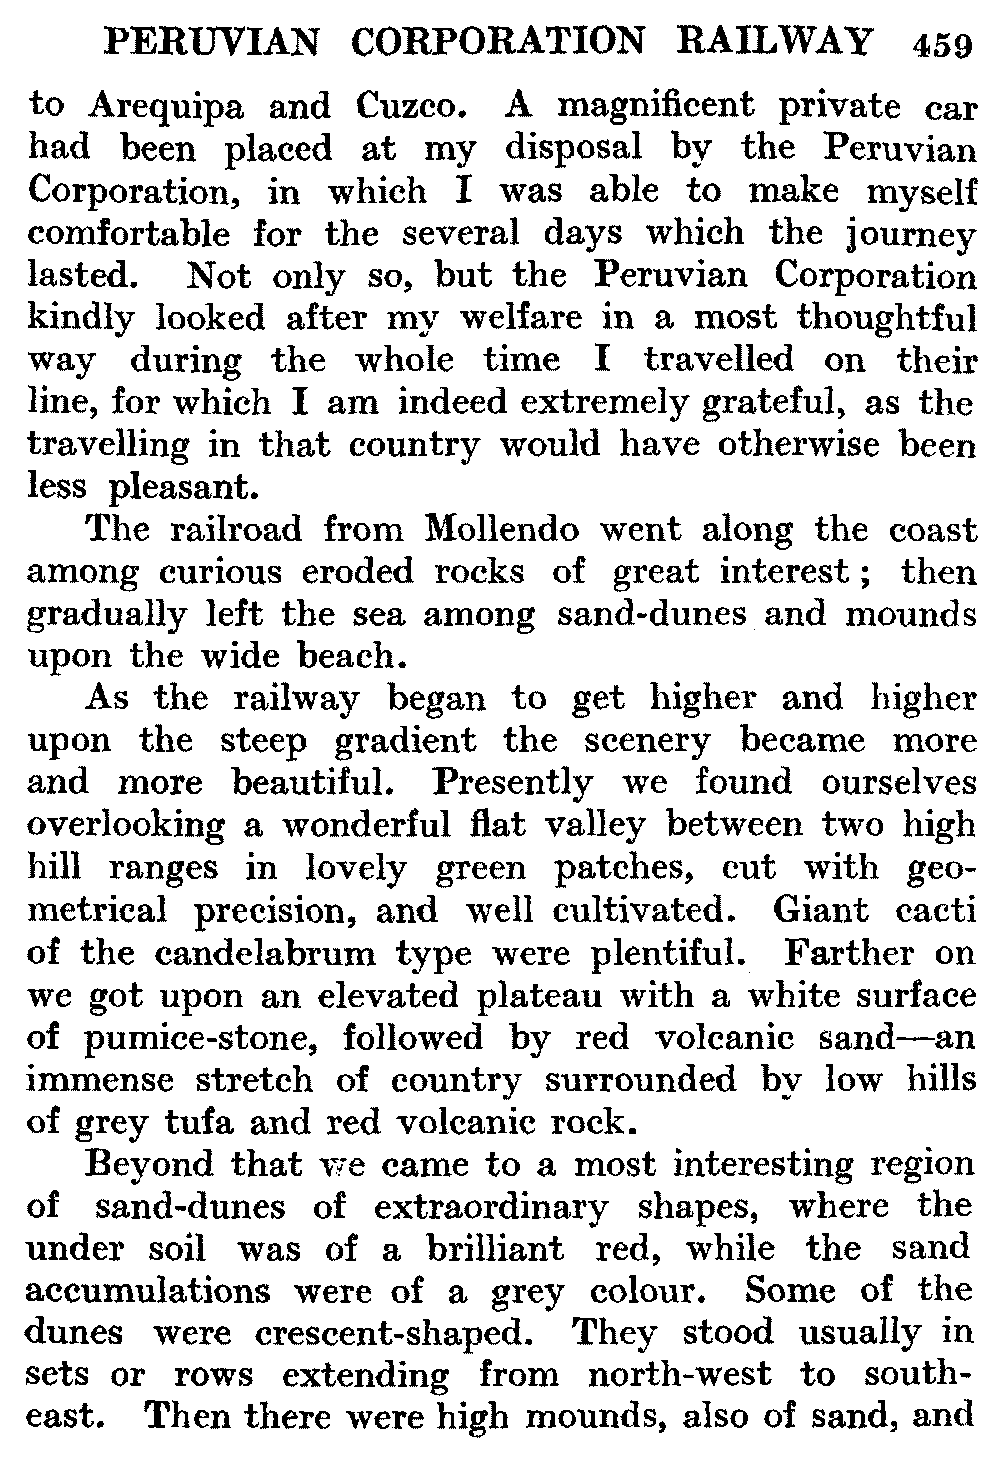 PERUVIAN CORPORATION RAILWAY 459
to Arequipa and Cuzco. A magnificent private car
had been placed at my disposal by the Peruvian
Corporation, in which I was able to make myself
comfortable for the several days which the journey
lasted. Not only so, but the Peruvian Corporation
kindly looked after my welfare in a most thoughtful
way during the whole time I travelled on their
line, for which I am indeed extremely grateful, as the
travelling in that country would have otherwise been
less pleasant.
The railroad from Mollendo went along the coast
among curious eroded rocks of great interest; then
gradually left the sea among sand-dunes and mounds
upon the wide beach.
As the railway began to get higher and higher
upon the steep gradient the scenery became more
and more beautiful. Presently we found ourselves
overlooking a wonderful flat valley between two high
hill ranges in lovely green patches, cut with geo-
metrical precision, and well cultivated. Giant cacti
of the candelabrum type were plentiful. Farther on
we got upon an elevated plateau with a white surface
of pumice-stone, followed by red volcanic sand—an
immense stretch of country surrounded by low hills
of grey tufa and red volcanic rock.
Beyond that we came to a most interesting region
of sand-dunes of extraordinary shapes, where the
under soil was of a brilliant red, while the sand
accumulations were of a grey colour. Some of the
dunes were crescent-shaped. They stood usually in
sets or rows extending from north-west to south-
east. Then there were high mounds, also of sand, and